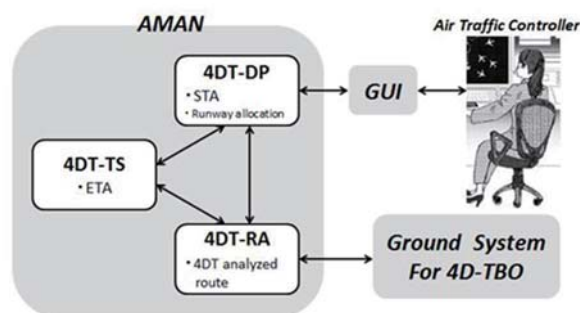 AMAN
Air Traffic Controller
4DT-DP
・STA
・Runway allocation
GUI
4DT-TS
・ETA
4DT-RA
・4DT analyzed
route
Ground System
For 4D-TBO